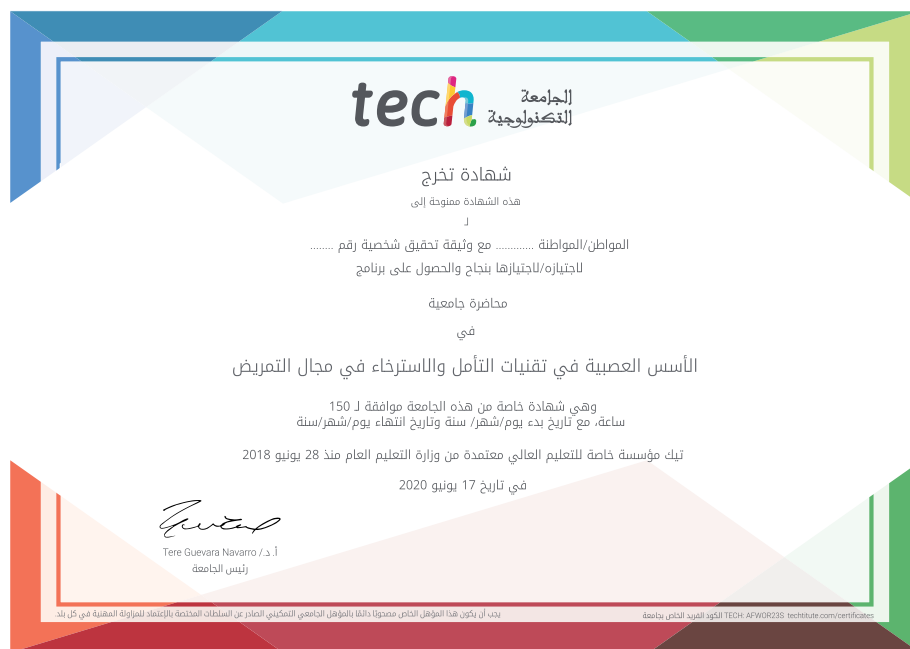 tech
الجامعة
التكنولوجية
شهادة تخرج
هذه الشهادة ممنوحة إلى
لـ
المواطن/المواطنة ............ مع وثيقة تحقيق شخصية رقم ........
لاجتيازه/لاجتيازها بنجاح والحصول على برنامج
محاضرة جامعية
في
الأسس العصبية في تقنيات التأمل والاسترخاء في مجال التمريض
وهي شهادة خاصة من هذه الجامعة موافقة لـ 150
ساعة، مع تاريخ بدء يوم/شهر/ سنة وتاريخ انتهاء يوم/شهر/سنة
تيك مؤسسة خاصة للتعليم العالي معتمدة من وزارة التعليم العام منذ 28 يونيو 2018
في تاريخ 17 يونيو 2020
أ. د./ Tere Guevara Navarro
رئيس الجامعة
يجب أن يكون هذا المؤهل الخاص مصحوبًا دائمًا بالمؤهل الجامعي التمكيني الصادر عن السلطات المختصة بالإعتماد للمزاولة المهنية في كل بلد.
الكود الفريد الخاص بجامعة TECH: AFWOR23S techtitute.com/certificates